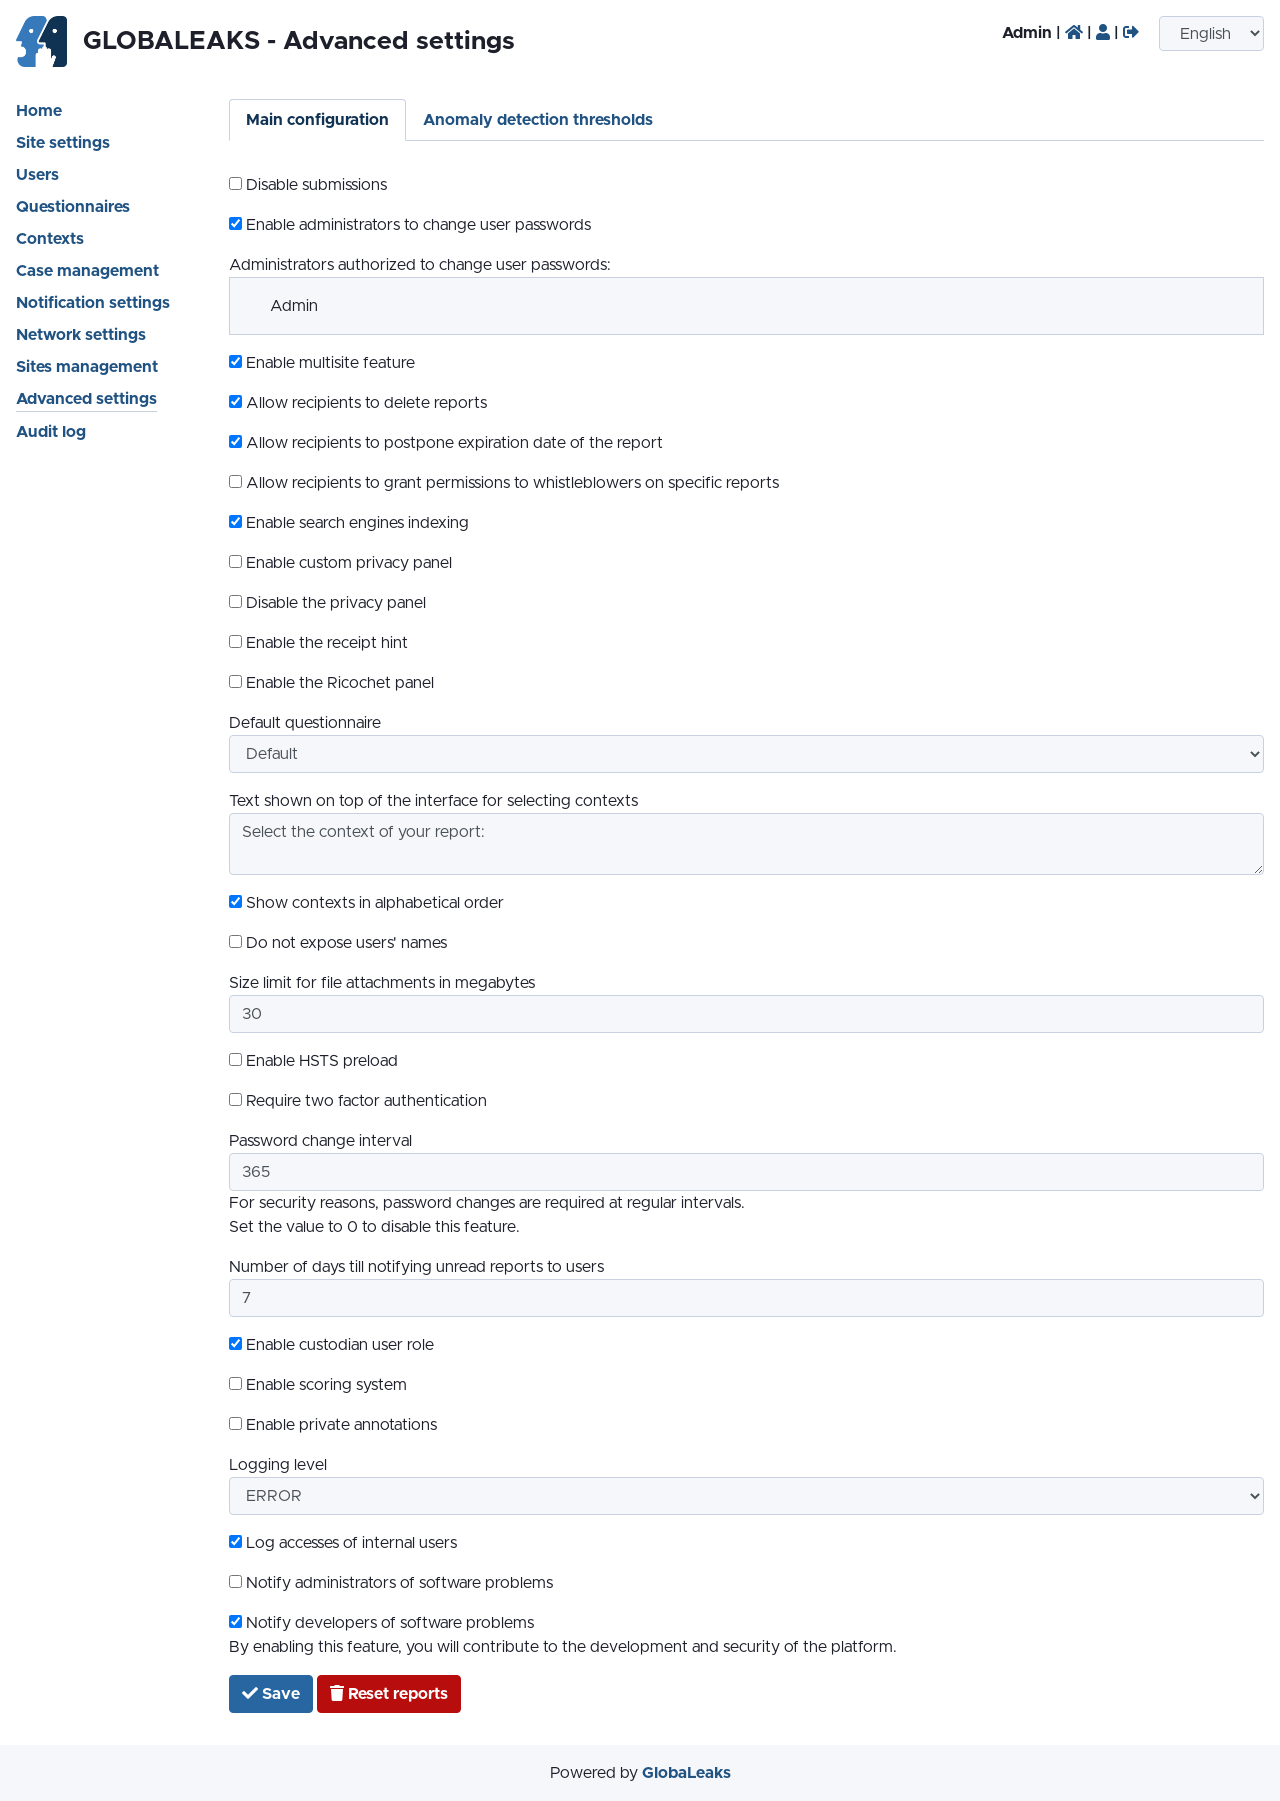 GLOBALEAKS - Advanced settings
Admin | | |
English
Home
Site settings
Users
Questionnaires
Contexts
Case management
Notification settings
Network settings
Sites management
Advanced settings
Audit log
Main configuration
Anomaly detection thresholds
Disable submissions
Enable administrators to change user passwords
Administrators authorized to change user passwords:
Admin
Enable multisite feature
Allow recipients to delete reports
Allow recipients to postpone expiration date of the report
Allow recipients to grant permissions to whistleblowers on specific reports
Enable search engines indexing
Enable custom privacy panel
Disable the privacy panel
Enable the receipt hint
Enable the Ricochet panel
Default questionnaire
Default
Text shown on top of the interface for selecting contexts
Select the context of your report:
Show contexts in alphabetical order
Do not expose users' names
Size limit for file attachments in megabytes
30
Enable HSTS preload
Require two factor authentication
Password change interval
365
For security reasons, password changes are required at regular intervals.
Set the value to 0 to disable this feature.
Number of days till notifying unread reports to users
7
Enable custodian user role
Enable scoring system
Enable private annotations
Logging level
ERROR
Log accesses of internal users
Notify administrators of software problems
Notify developers of software problems
By enabling this feature, you will contribute to the development and security of the platform.
Save
Reset reports
Powered by GlobaLeaks